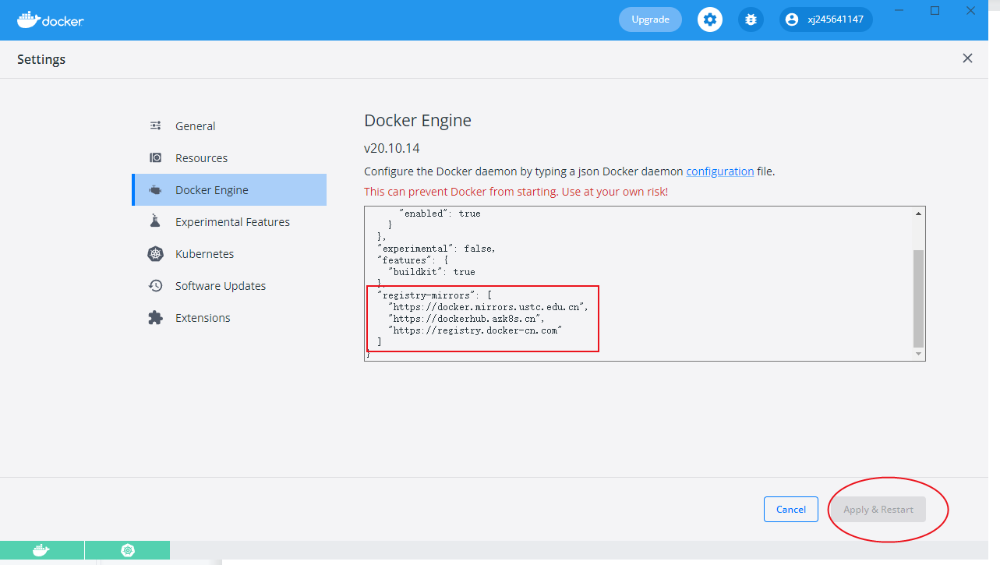 docker
Upgrade
xj245641147
Settings
General
Resources
Docker Engine
Experimental Features
Kubernetes
Software Updates
Extensions
Docker Engine
v20.10.14
Configure the Docker daemon by typing a json Docker daemon configuration file.
This can prevent Docker from starting. Use at your own risk!
"enabled": true
}
},
"experimental": false,
"features": {
"buildkit": true
},
"registry-mirrors": [
"https://docker.mirrors.ustc.edu.cn",
"https://dockerhub.azk8s.cn",
"https://registry.docker-cn.com"
]
}
Cancel
Apply & Restart